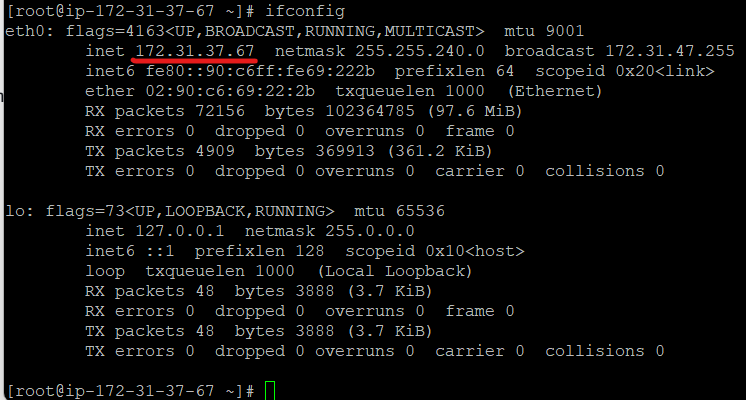 [root@ip-172-31-37-67 ~]# ifconfig
eth0: flags=4163<UP,BROADCAST,RUNNING,MULTICAST>  mtu 9001
        inet 172.31.37.67  netmask 255.255.240.0  broadcast 172.31.47.255
        inet6 fe80::90:c6ff:fe69:222b  prefixlen 64  scopeid 0x20<link>
        ether 02:90:c6:69:22:2b  txqueuelen 1000  (Ethernet)
        RX packets 72156  bytes 102364785 (97.6 MiB)
        RX errors 0  dropped 0  overruns 0  frame 0
        TX packets 4909  bytes 369913 (361.2 KiB)
        TX errors 0  dropped 0 overruns 0  carrier 0  collisions 0

lo: flags=73<UP,LOOPBACK,RUNNING>  mtu 65536
        inet 127.0.0.1  netmask 255.0.0.0
        inet6 ::1  prefixlen 128  scopeid 0x10<host>
        loop  txqueuelen 1000  (Local Loopback)
        RX packets 48  bytes 3888 (3.7 KiB)
        RX errors 0  dropped 0  overruns 0  frame 0
        TX packets 48  bytes 3888 (3.7 KiB)
        TX errors 0  dropped 0 overruns 0  carrier 0  collisions 0

[root@ip-172-31-37-67 ~]#